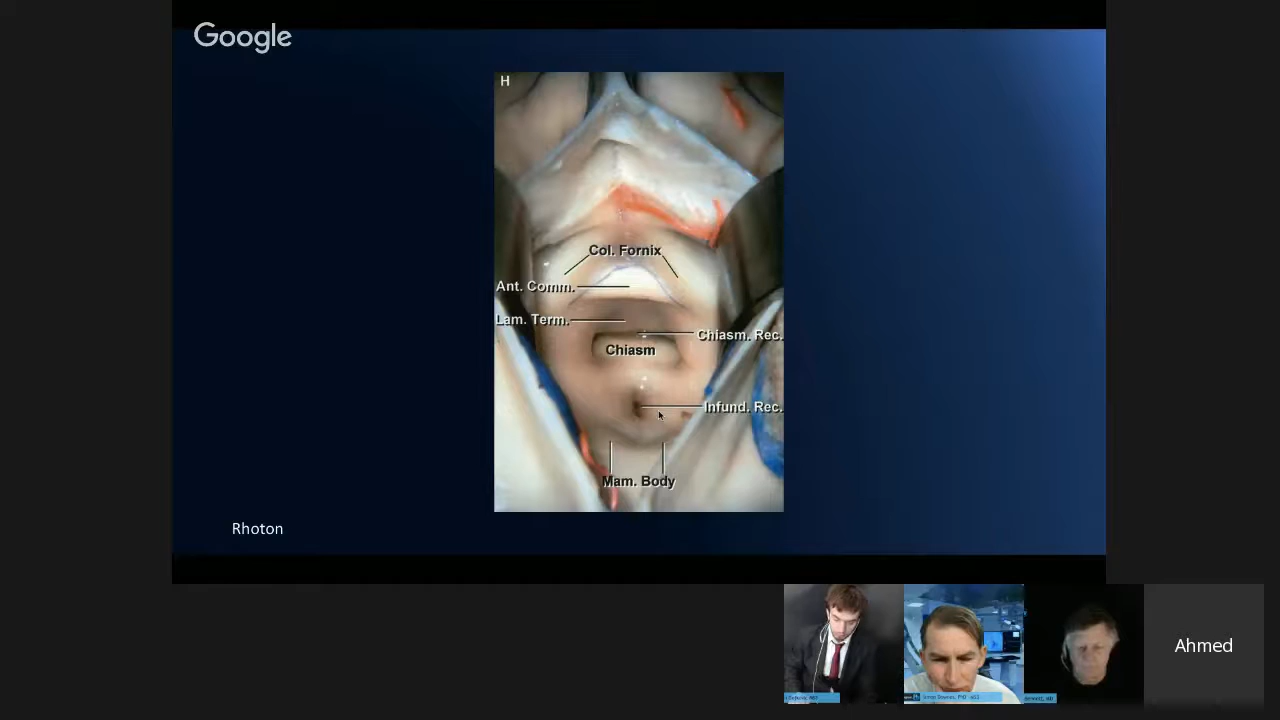 Google
H
Col. Fornix
Ant. Comm.
Lam. Term.
Chiasm. Rec.
Chiasm
Infund. Rec.
Mam. Body
Rhoton
Ahmed